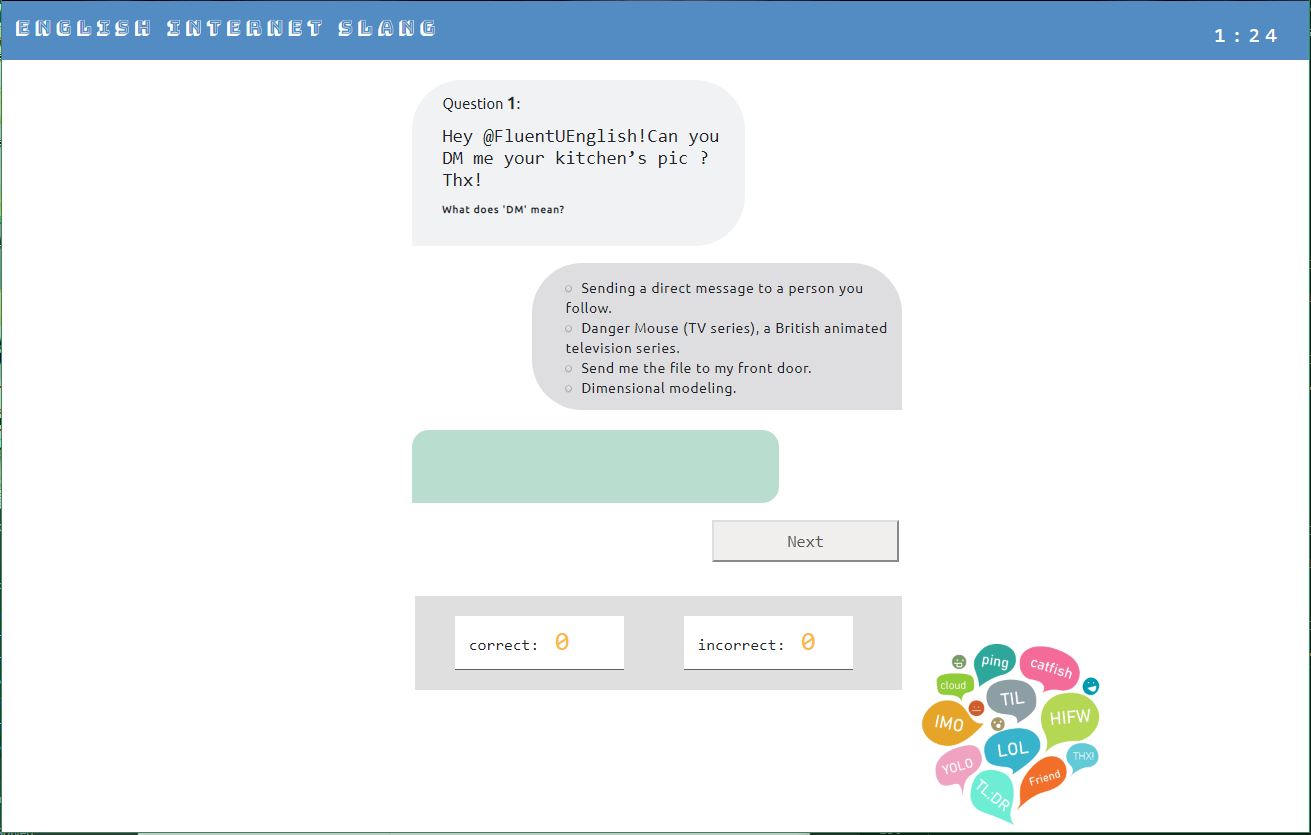 ENGLISH INTERNET SLANG
1:24
Question 1:
Hey @FluentUEnglish!Can you
DM me your kitchen’s pic ?
Thx!
What does 'DM' mean?
Sending a direct message to a person you
follow.
Danger Mouse (TV series), a British animated
television series.
Send me the file to my front door.
Dimensional modeling.
Next
correct: 0
incorrect: 0
ping
catfish
cloud
TIL
IMO
HIFW
LOL
YOLO
THX!
Friend
TL:DR